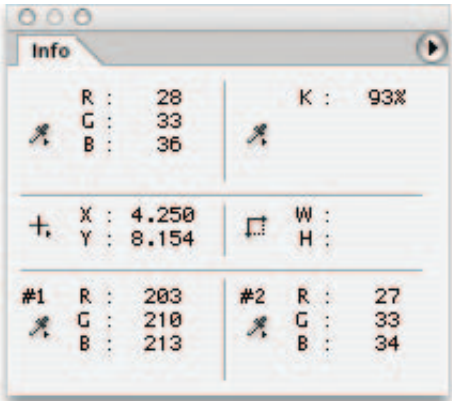 Info
R : 28 K : 93%
G : 33
B : 36
X : 4.250 W :
Y : 8.154 H :
#1 R : 203 #2 R : 27
G : 210 G : 33
B : 213 B : 34